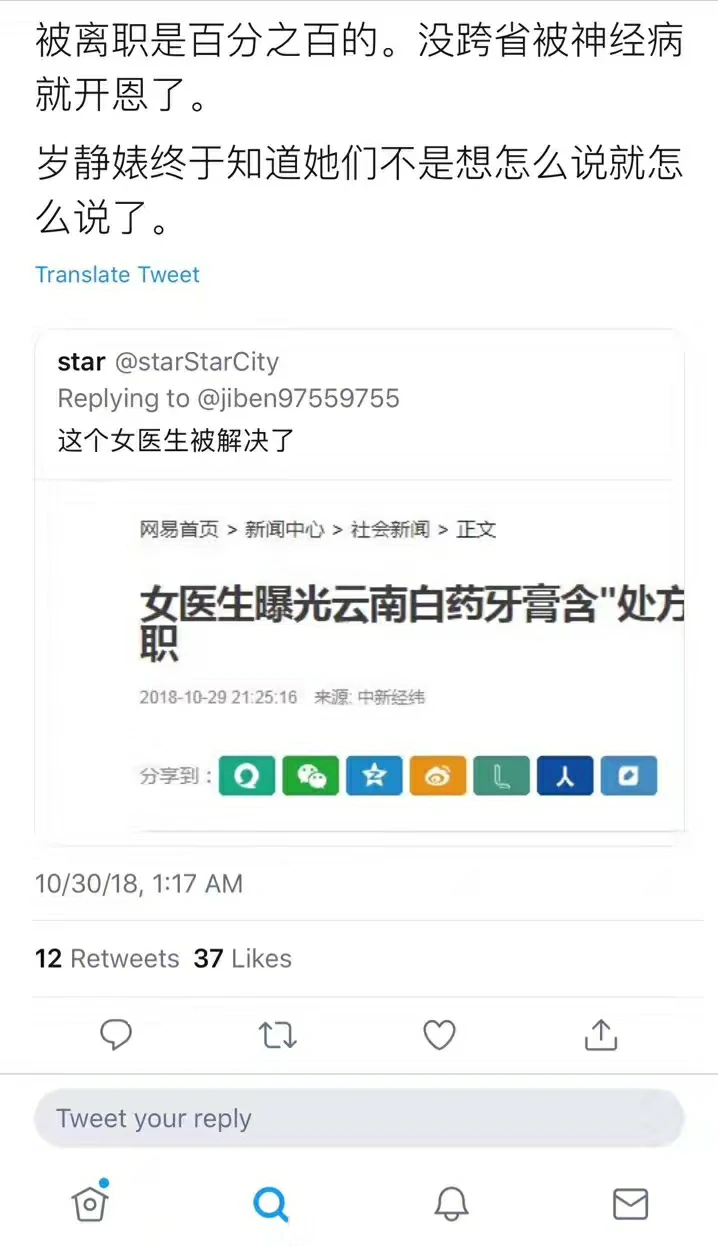 被离职是百分之百的。没跨省被神经病
就开恩了。
岁静婊终于知道她们不是想怎么说就怎
么说了。
Translate Tweet
star @starStarCity
Replying to @jiben97559755
这个女医生被解决了
网易首页 > 新闻中心 > 社会新闻 > 正文
女医生曝光云南白药牙膏含"处方
职
2018-10-29 21:25:16 来源: 中新经纬
分享到：
10/30/18, 1:17 AM
12 Retweets 37 Likes
Tweet your reply